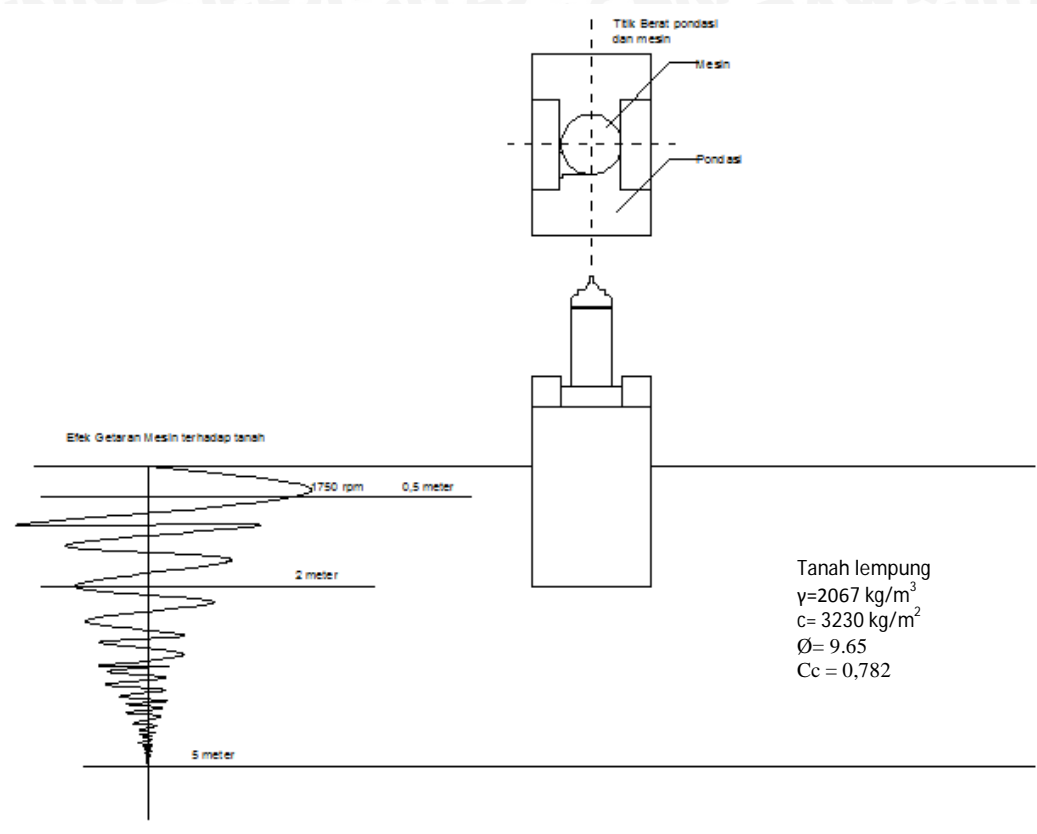 Titik Berat pondasi
dan mesin
Mesin
Pondasi
Efek Getaran Mesin terhadap tanah
1750 rpm 0,5 meter
2 meter
Tanah lempung
γ=2067 kg/m³
c= 3230 kg/m²
Ø= 9.65
Cc = 0,782
5 meter